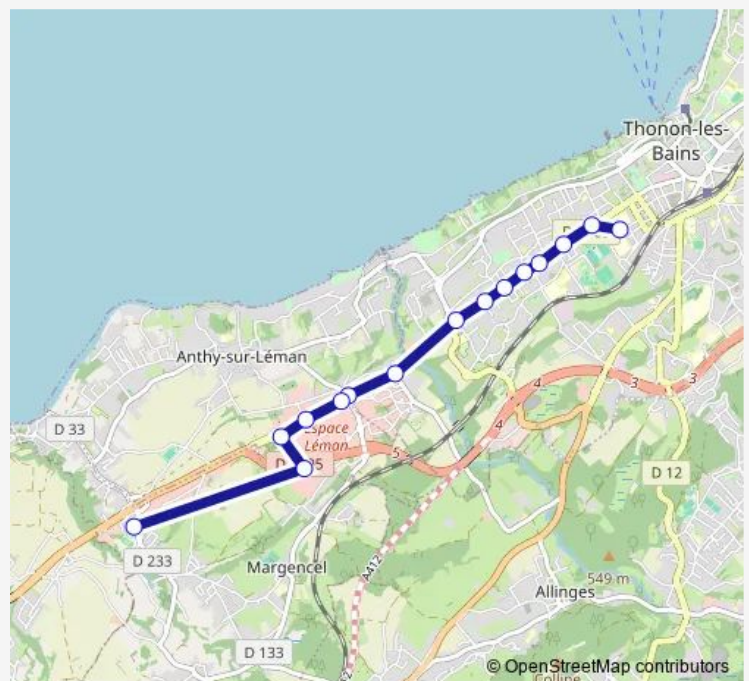 Thonon-les-
Bains
Anthy-sur-Léman
D 33
Espace
Léman
4
3
3
5
4
D 12
D 233
Margencel
A412
549 m
Allinges
D 133
© OpenStreetMap contributors
Colline